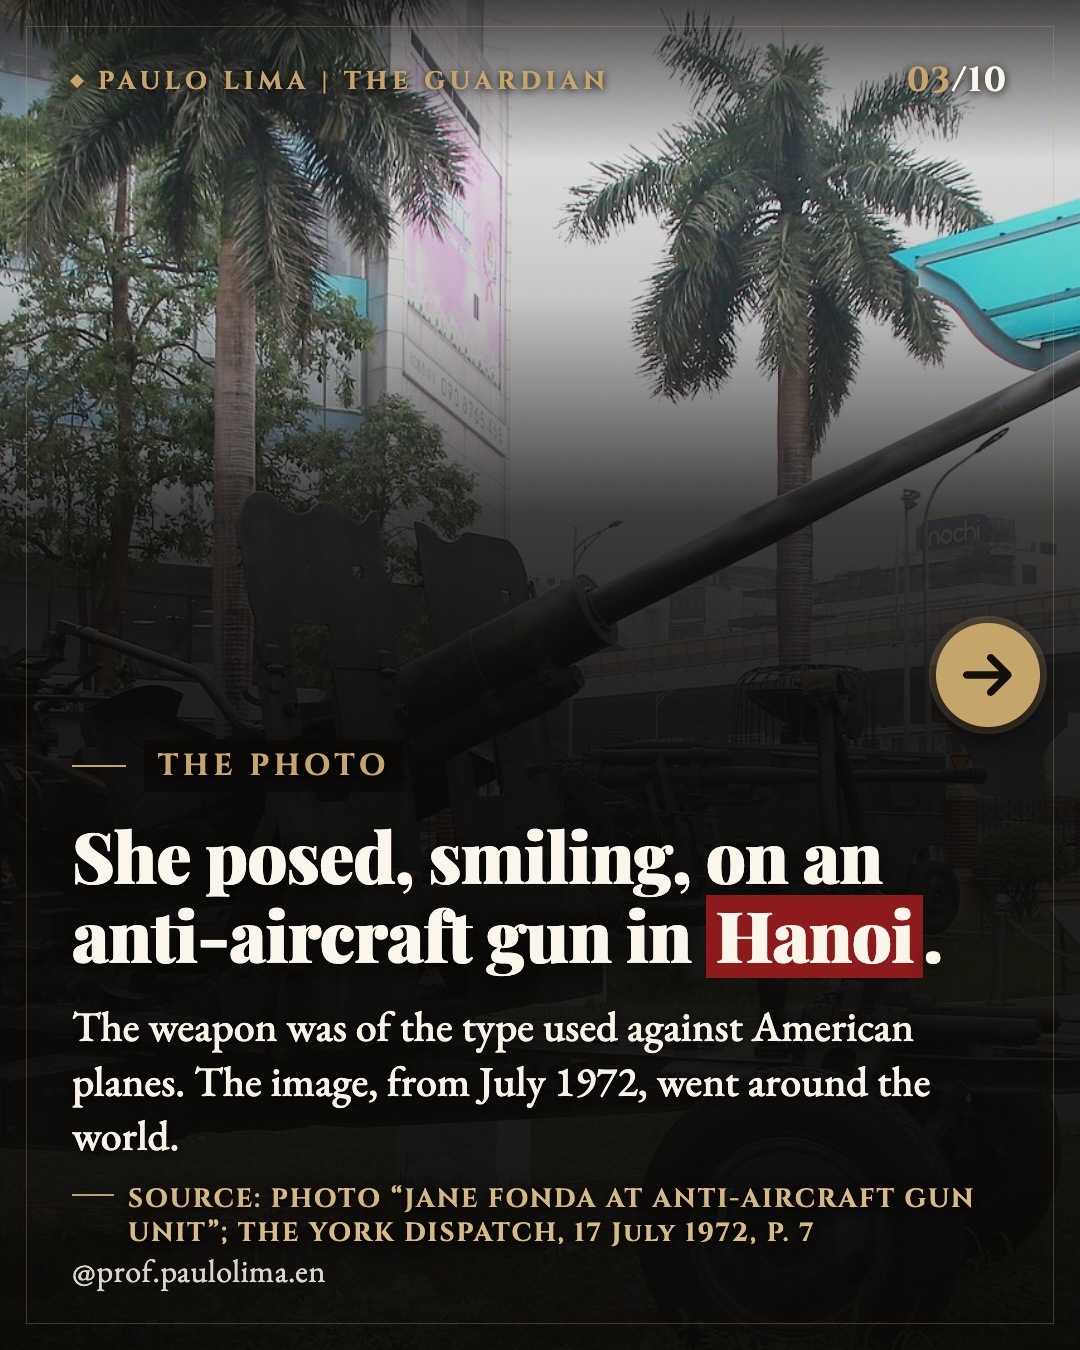 ◆ PAULO LIMA | THE GUARDIAN
03/10
nochi
THE PHOTO
She posed, smiling, on an
anti-aircraft gun in Hanoi.
The weapon was of the type used against American
planes. The image, from July 1972, went around the
world.
SOURCE: PHOTO “JANE FONDA AT ANTI-AIRCRAFT GUN
UNIT”; THE YORK DISPATCH, 17 July 1972, P. 7
@prof.paulolima.en